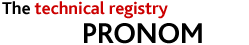 The technical registry
PRONOM